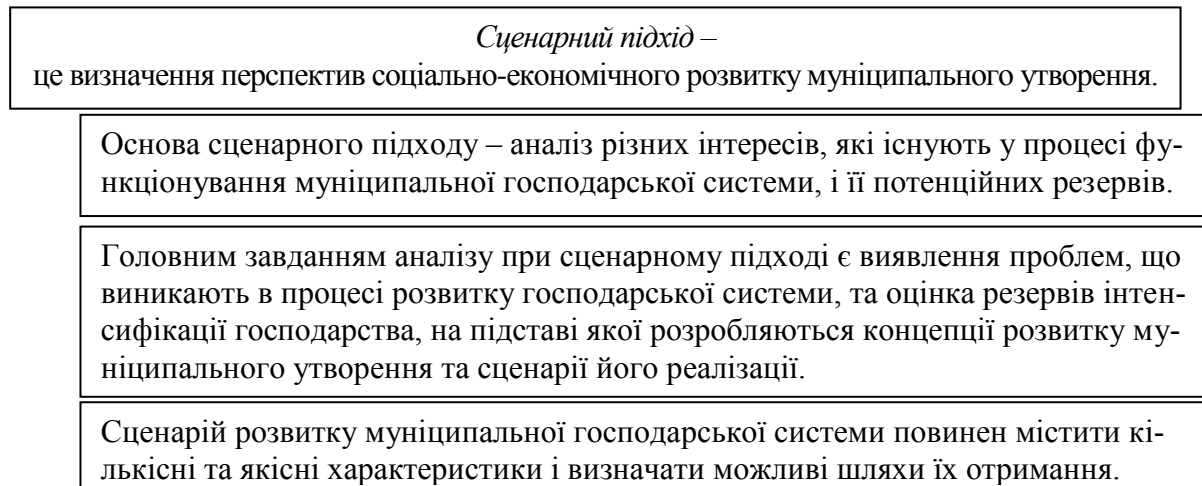 Сценарний підхід –
це визначення перспектив соціально-економічного розвитку муніципального утворення.
Основа сценарного підходу – аналіз різних інтересів, які існують у процесі фу-
нкціонування муніципальної господарської системи, і її потенційних резервів.
Головним завданням аналізу при сценарному підході є виявлення проблем, що
виникають в процесі розвитку господарської системи, та оцінка резервів інтен-
сифікації господарства, на підставі якої розробляються концепції розвитку му-
ніципального утворення та сценарії його реалізації.
Сценарій розвитку муніципальної господарської системи повинен містити кі-
лькісні та якісні характеристики і визначати можливі шляхи їх отримання.